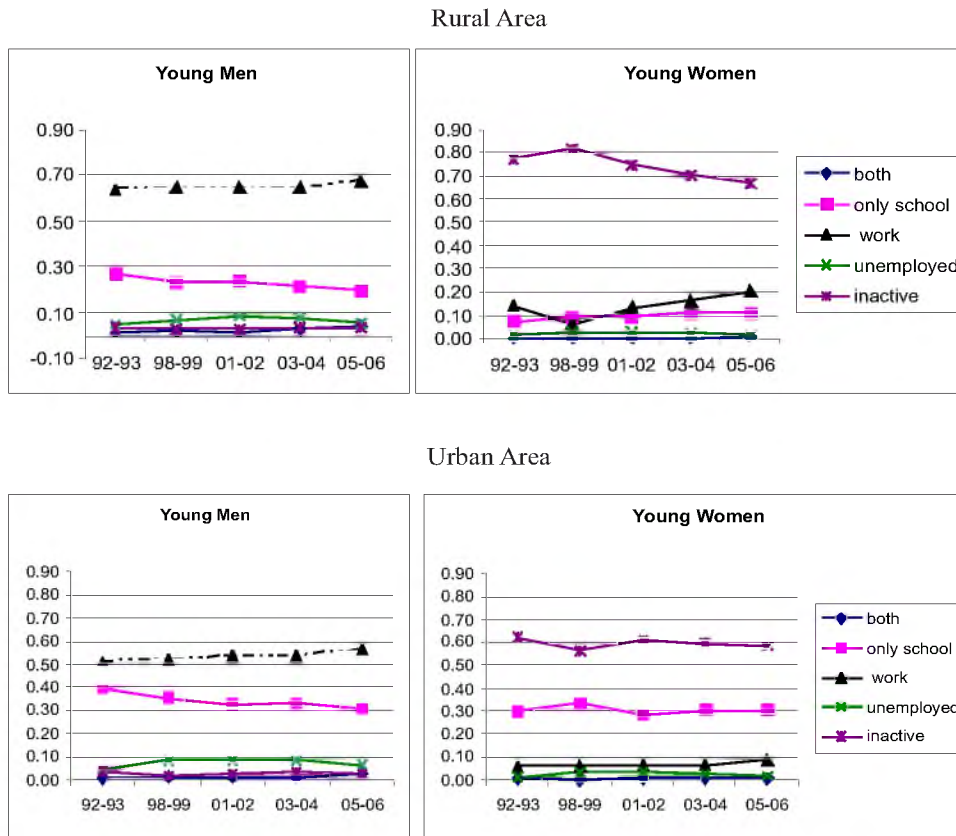 Rural Area
Young Men
0.90
0.70
0.50
0.30
0.10
-0.10
92-93 98-99 01-02 03-04 05-06
Young Women
0.90
0.80
0.70
0.60
0.50
0.40
0.30
0.20
0.10
0.00
92-93 98-99 01-02 03-04 05-06
both
only school
work
unemployed
inactive
Urban Area
Young Men
0.90
0.80
0.70
0.60
0.50
0.40
0.30
0.20
0.10
0.00
92-93 98-99 01-02 03-04 05-06
Young Women
0.90
0.80
0.70
0.60
0.50
0.40
0.30
0.20
0.10
0.00
92-93 98-99 01-02 03-04 05-06
both
only school
work
unemployed
inactive